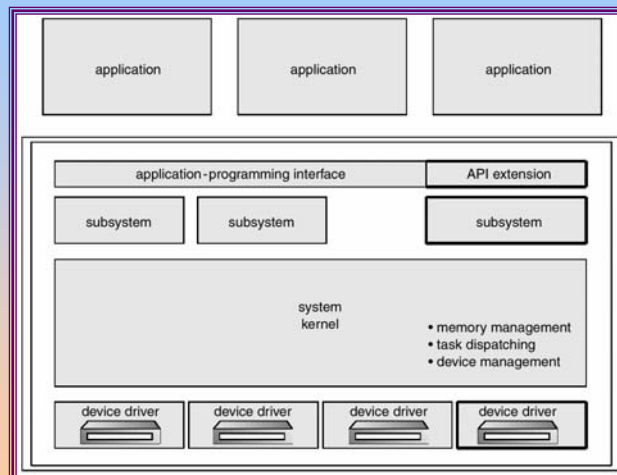 application
application
application
application-programming interface
API extension
subsystem
subsystem
subsystem
system
kernel
• memory management
• task dispatching
• device management
device driver
device driver
device driver
device driver